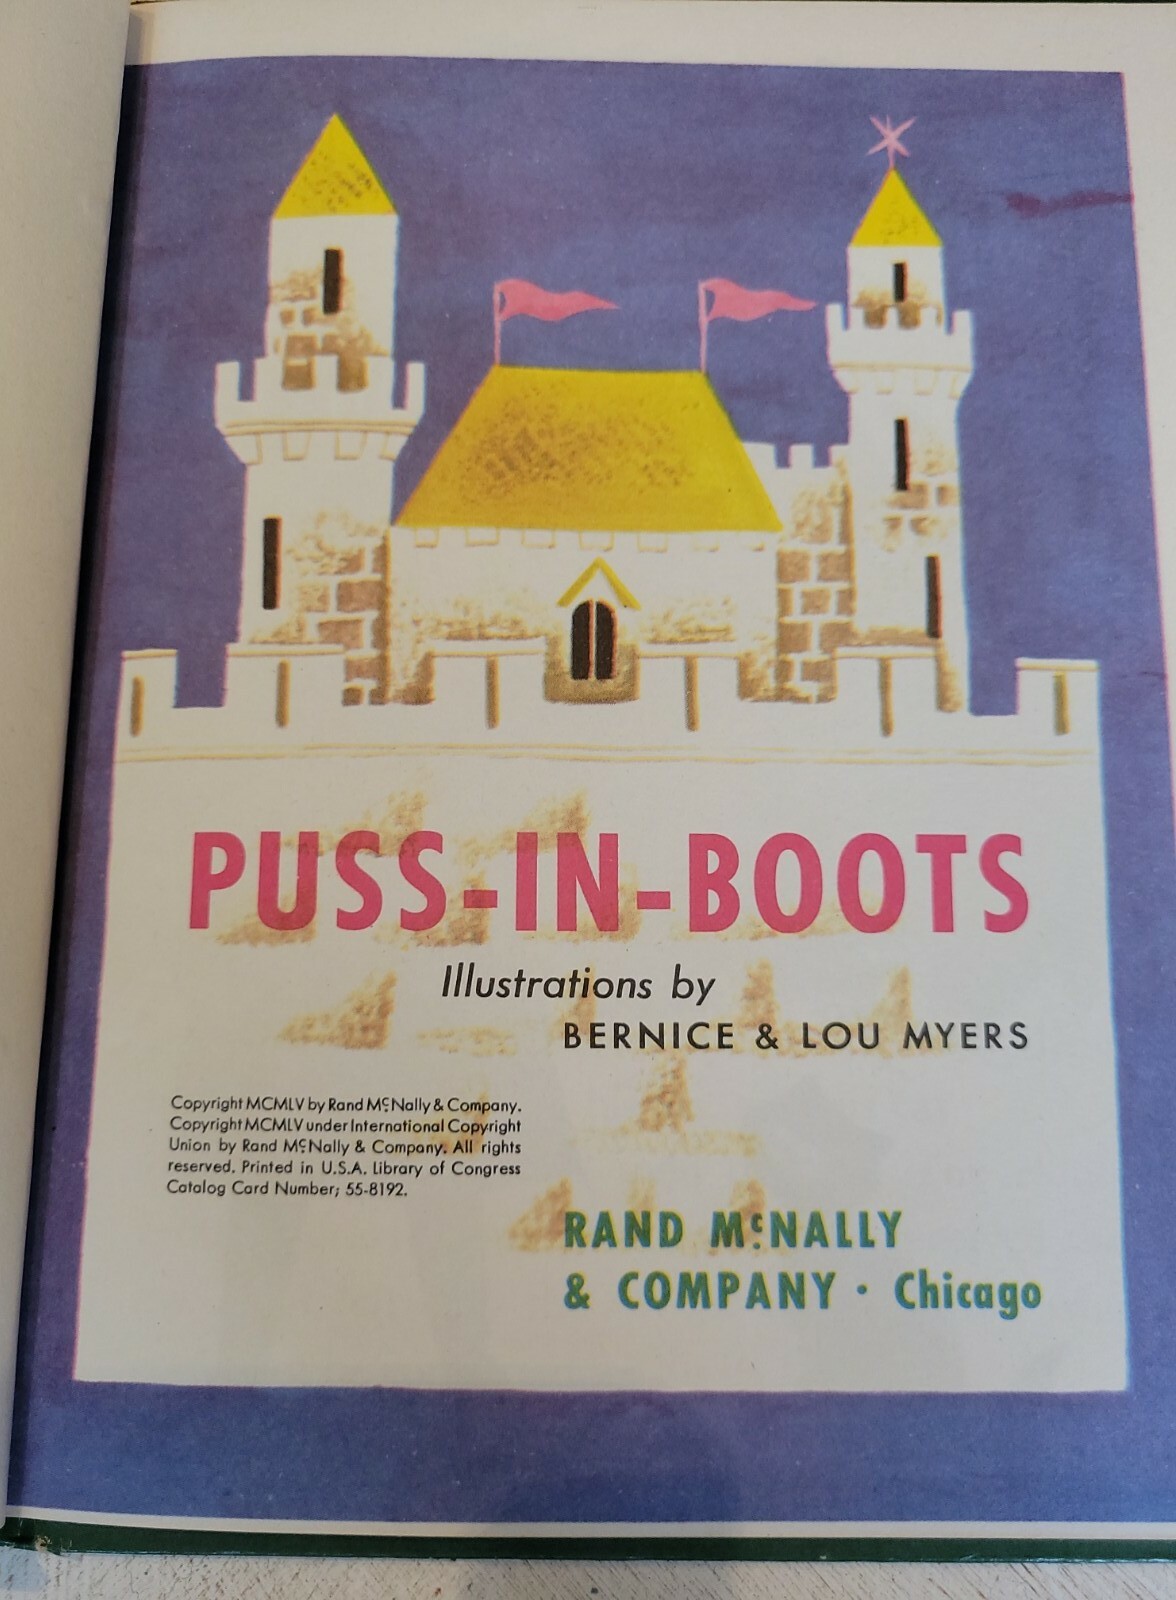 PUSS-IN-BOOTS
Illustrations by
BERNICE & LOU MYERS
Copyright MCMLV by Rand McNally & Company.
Copyright MCMLV under International Copyright
Union by Rand McNally & Company. All rights
reserved. Printed in U.S.A. Library of Congress
Catalog Card Number; 55-8192.
RAND McNALLY
& COMPANY · Chicago